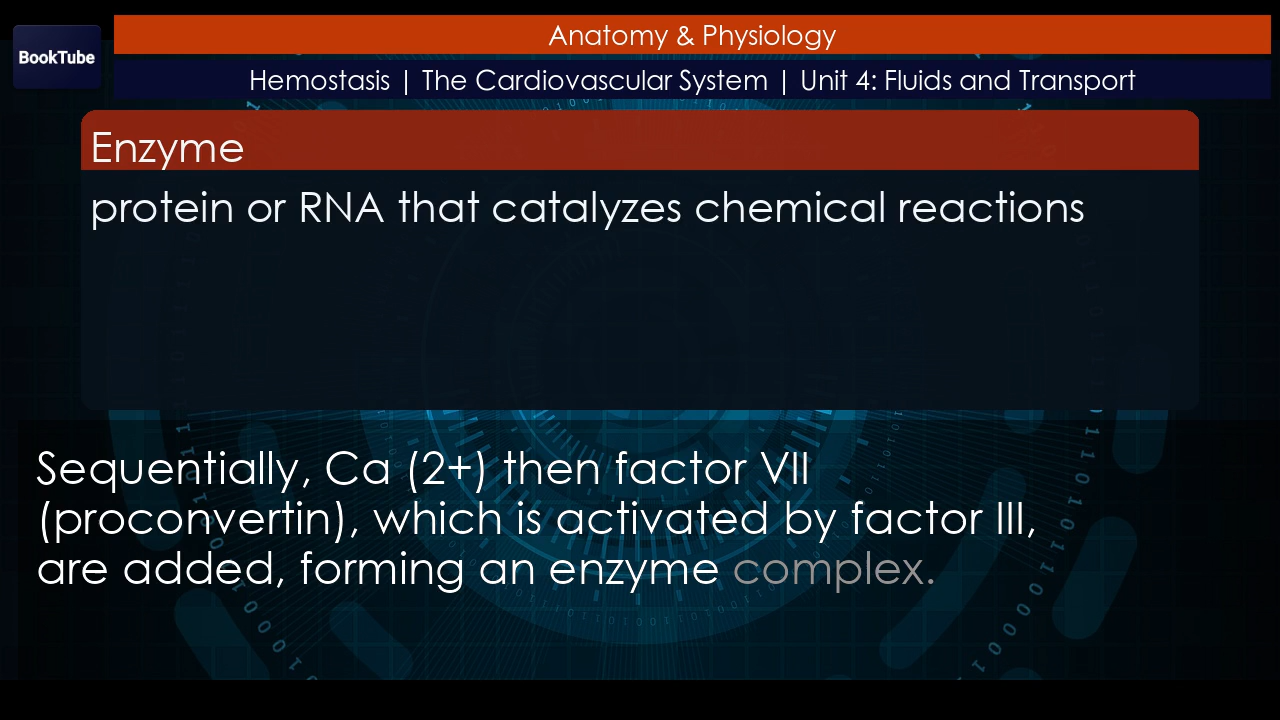 BookTube
Anatomy & Physiology
Hemostasis | The Cardiovascular System | Unit 4: Fluids and Transport
Enzyme
protein or RNA that catalyzes chemical reactions
Sequentially, Ca (2+) then factor VII
(proconvertin), which is activated by factor III,
are added, forming an enzyme complex.